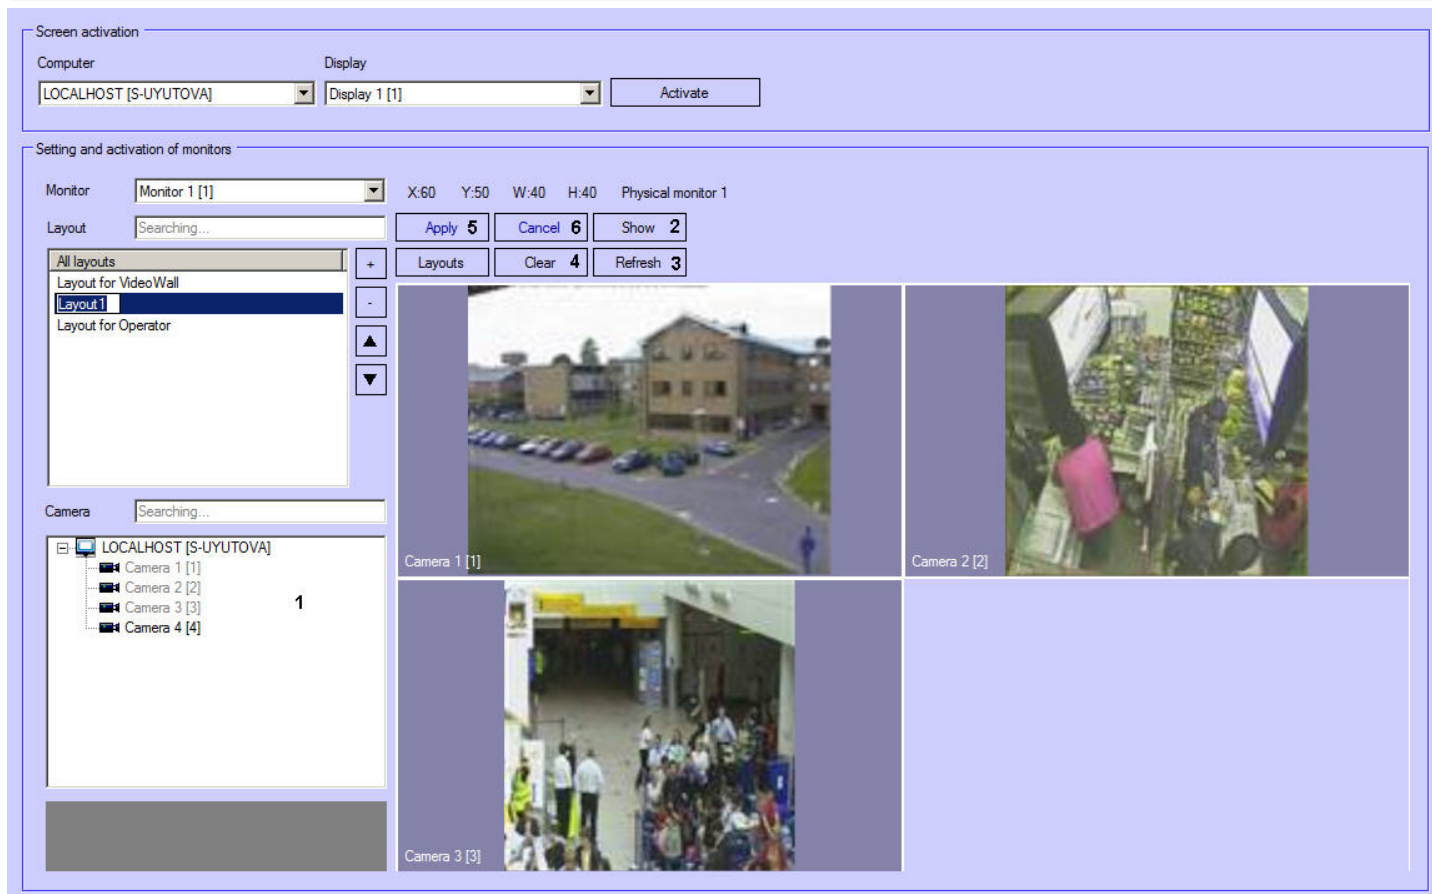 Screen activation
Computer Display
LOCALHOST [S-UYUTOVA] Display 1 [1] Activate
Setting and activation of monitors
Monitor Monitor 1 [1] X:60 Y:50 W:40 H:40 Physical monitor 1
Layout Searching... Apply 5 Cancel 6 Show 2
All layouts + Layouts Clear 4 Refresh 3
Layout for VideoWall
Layout1 -
Layout for Operator
Camera Searching...
LOCALHOST [S-UYUTOVA]
Camera 1 [1]
Camera 2 [2]
Camera 3 [3] 1
Camera 4 [4]
Camera 1 [1] Camera 2 [2]
Camera 3 [3]